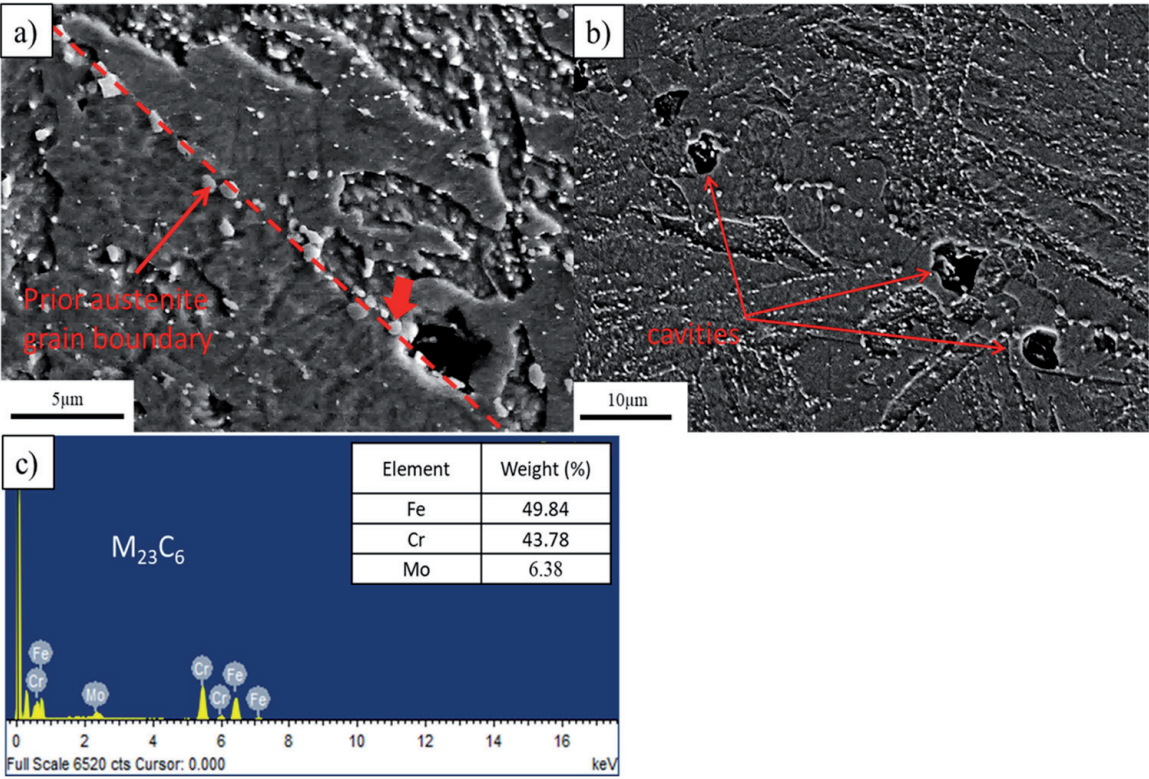 a)
Prior austenite
grain boundary
5μm
b)
cavities
10μm
c)
M₂₃C₆
Element Weight (%)
Fe 49.84
Cr 43.78
Mo 6.38
Fe
Cr
Mo
Cr
Cr
Fe
Fe
0 2 4 6 8 10 12 14 16
Full Scale 6520 cts Cursor: 0.000 keV